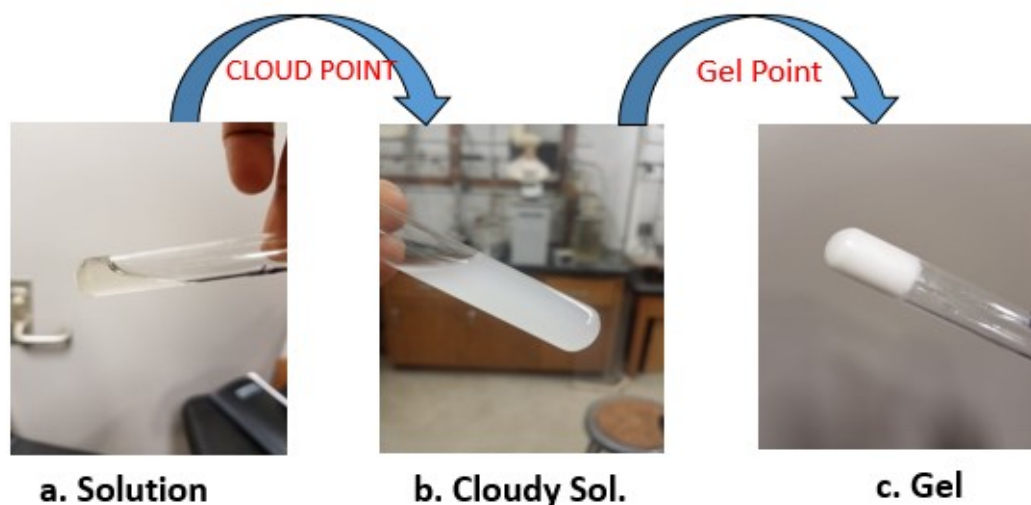 CLOUD POINT
Gel Point
a. Solution
b. Cloudy Sol.
c. Gel